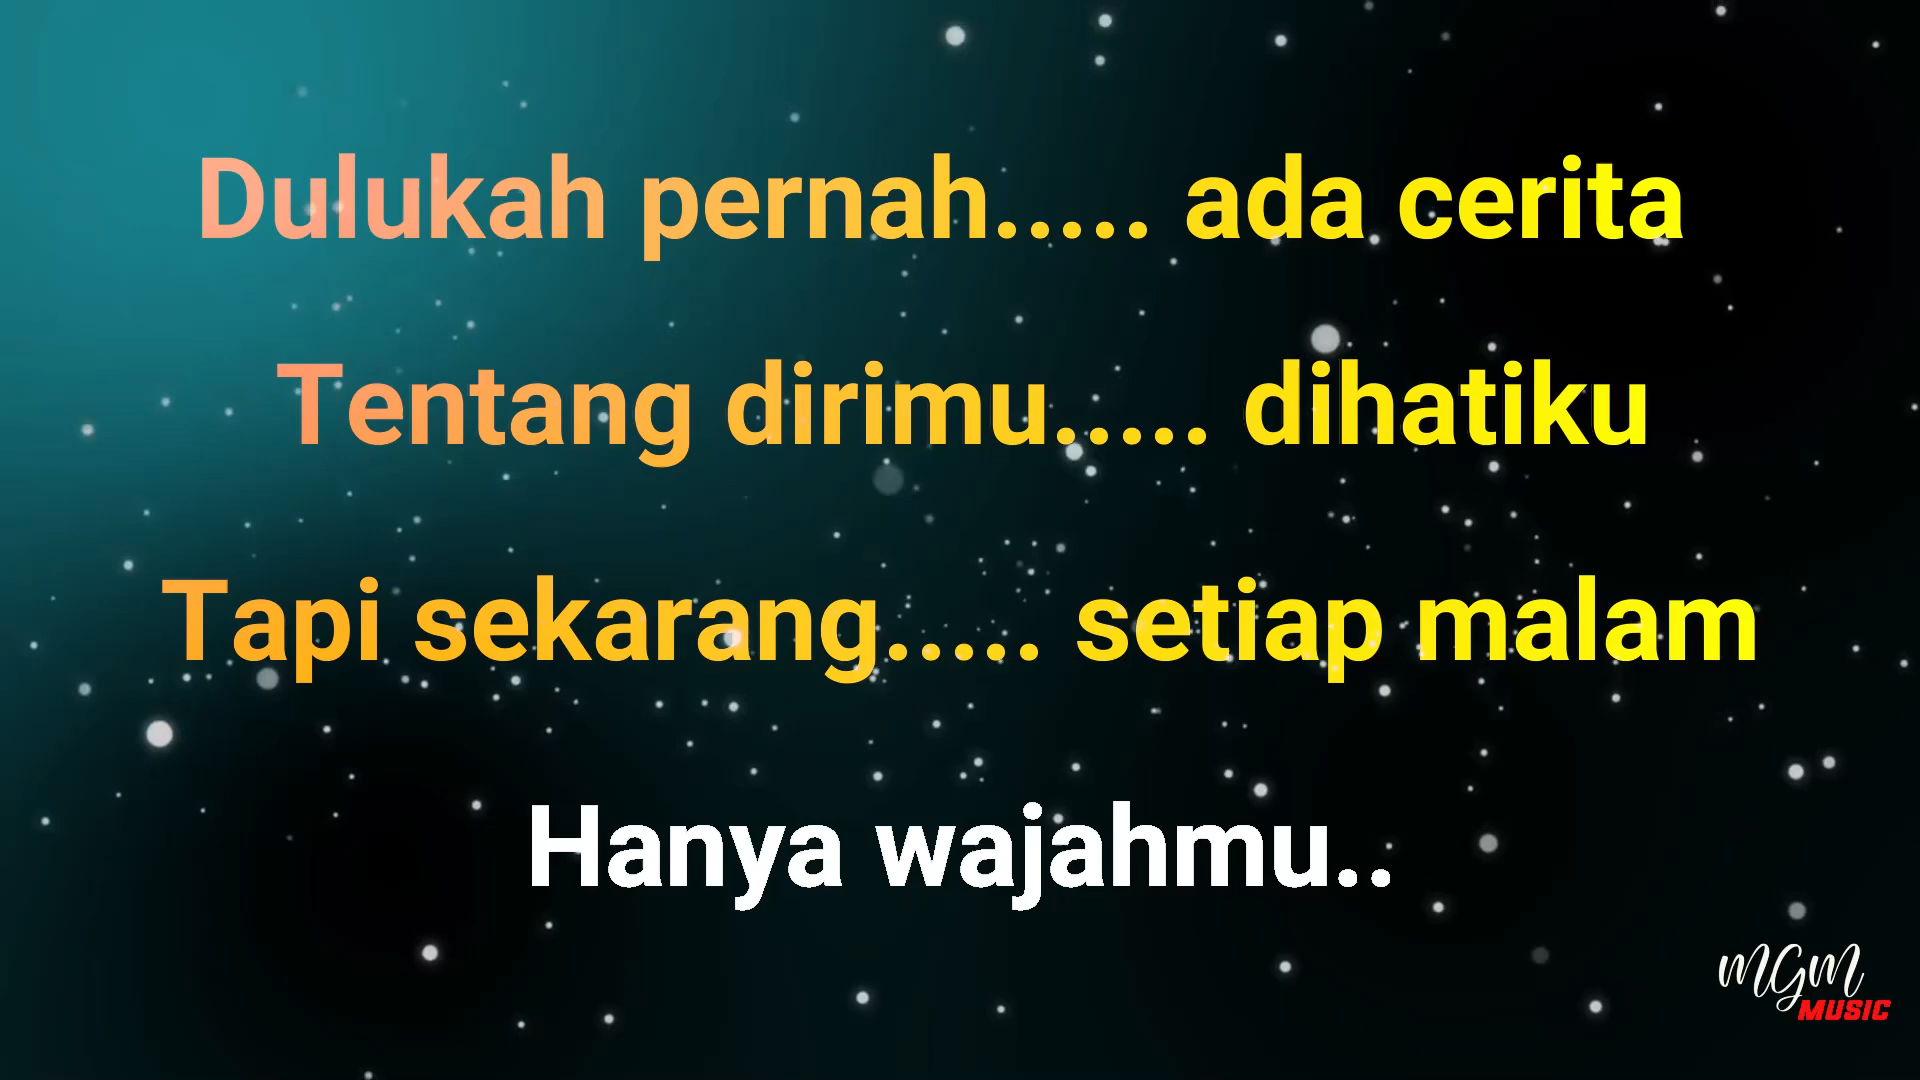 Dulukah pernah..... ada cerita
Tentang dirimu..... dihatiku
Tapi sekarang..... setiap malam
Hanya wajahmu..
MGM
MUSIC